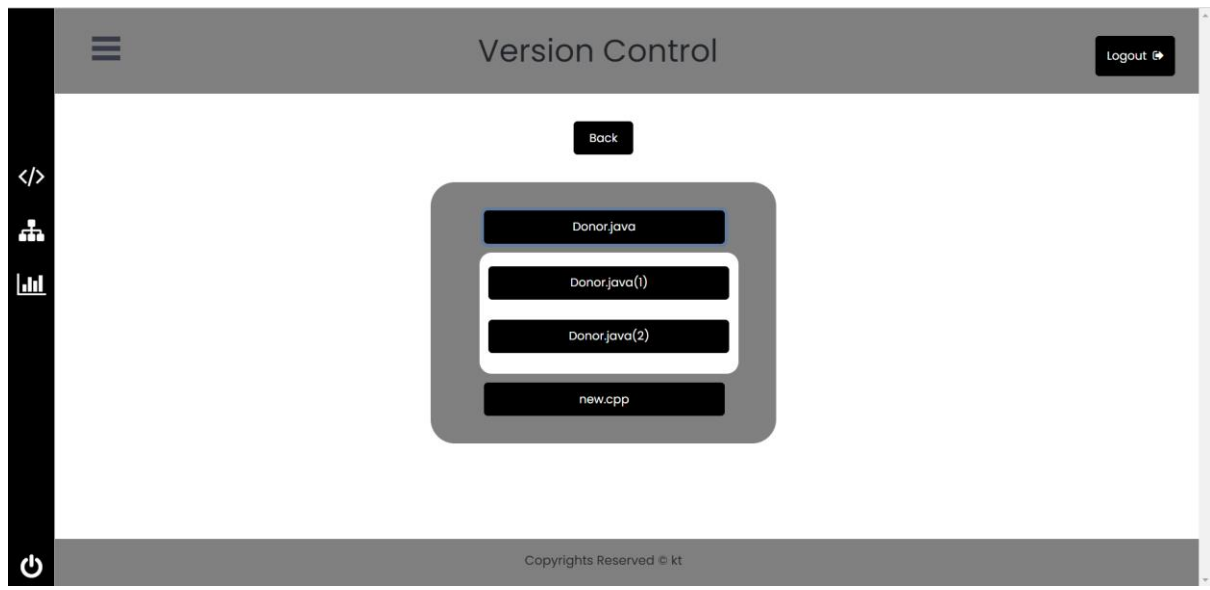 Version Control
Logout
Back
</>
Donor.java
Donor.java(1)
Donor.java(2)
new.cpp
Copyrights Reserved © kt